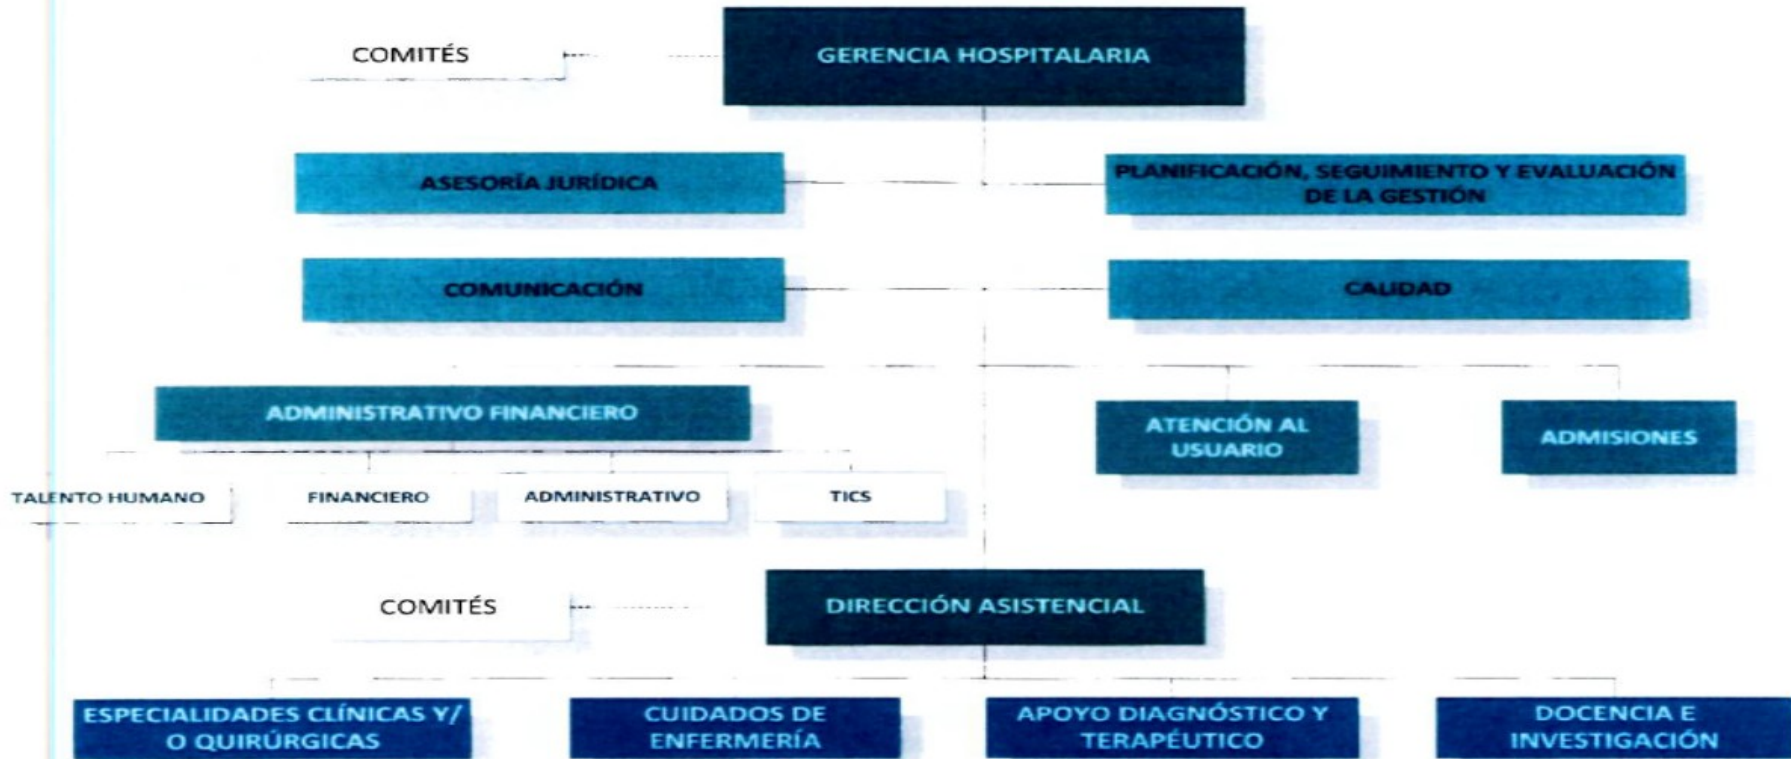 COMITÉS
GERENCIA HOSPITALARIA
ASESORÍA JURÍDICA
PLANIFICACIÓN, SEGUIMIENTO Y EVALUACIÓN
DE LA GESTIÓN
COMUNICACIÓN
CALIDAD
ADMINISTRATIVO FINANCIERO
ATENCIÓN AL
USUARIO
ADMISIONES
TALENTO HUMANO
FINANCIERO
ADMINISTRATIVO
TICS
COMITÉS
DIRECCIÓN ASISTENCIAL
ESPECIALIDADES CLÍNICAS Y/
O QUIRÚRGICAS
CUIDADOS DE
ENFERMERÍA
APOYO DIAGNÓSTICO Y
TERAPÉUTICO
DOCENCIA E
INVESTIGACIÓN